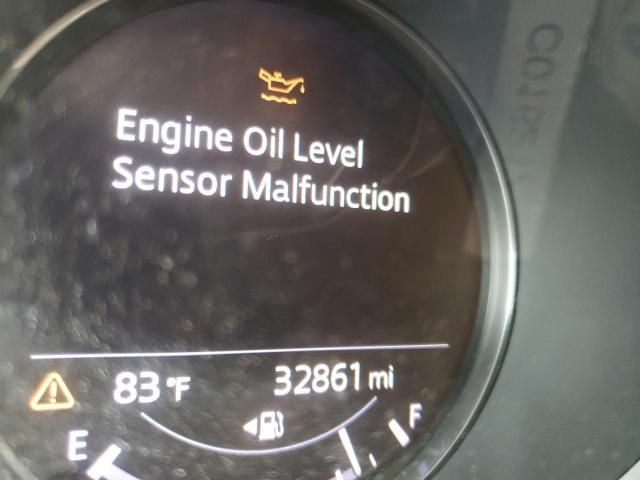 Engine Oil Level
Sensor Malfunction
83°F
32861 mi
E
F